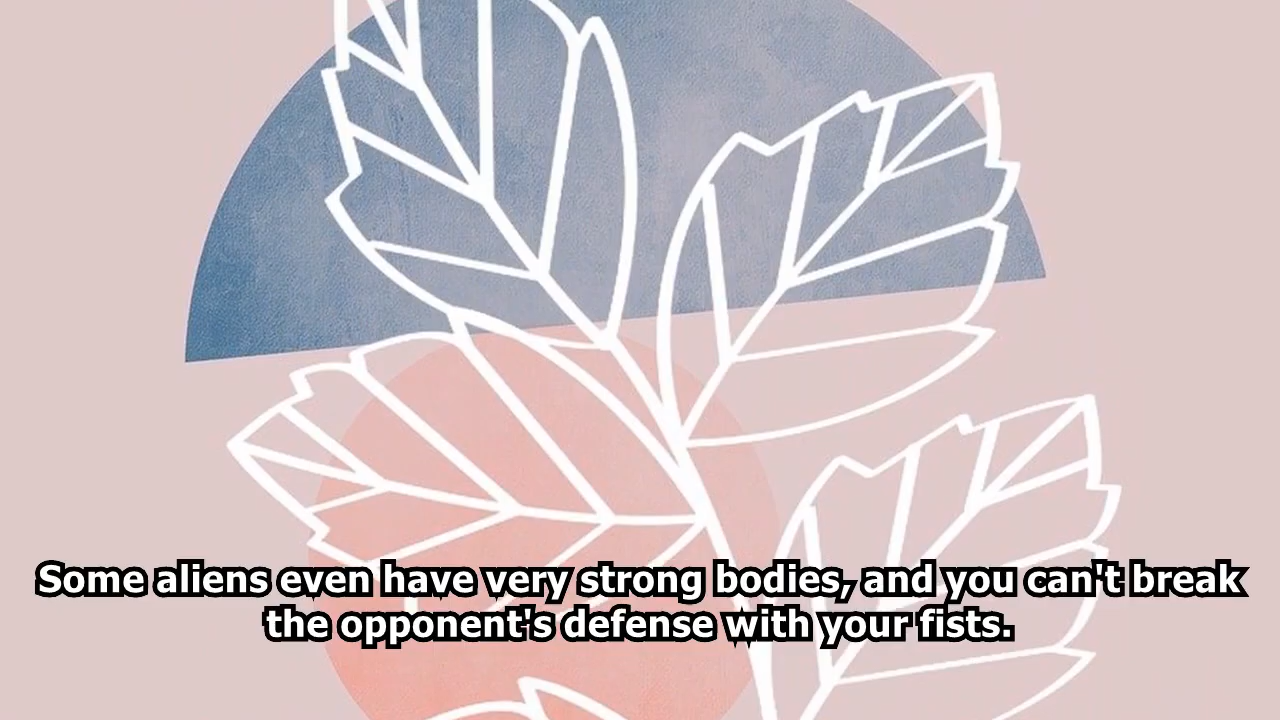 Some aliens even have very strong bodies, and you can't break
the opponent's defense with your fists.